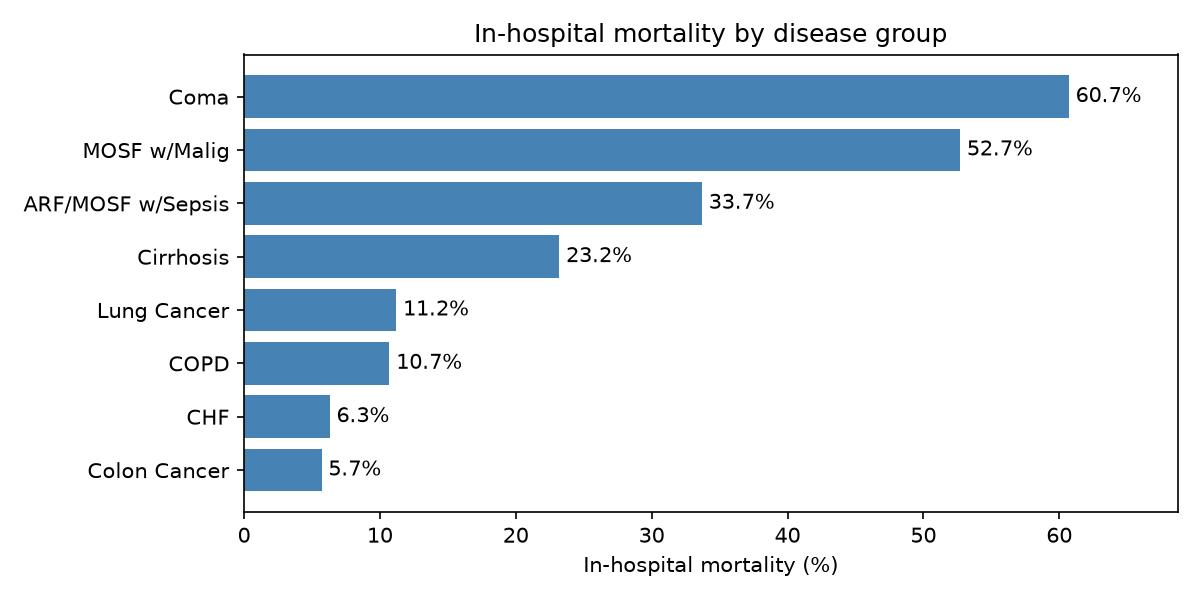 In-hospital mortality by disease group
Coma 60.7%
MOSF w/Malig 52.7%
ARF/MOSF w/Sepsis 33.7%
Cirrhosis 23.2%
Lung Cancer 11.2%
COPD 10.7%
CHF 6.3%
Colon Cancer 5.7%
0 10 20 30 40 50 60
In-hospital mortality (%)